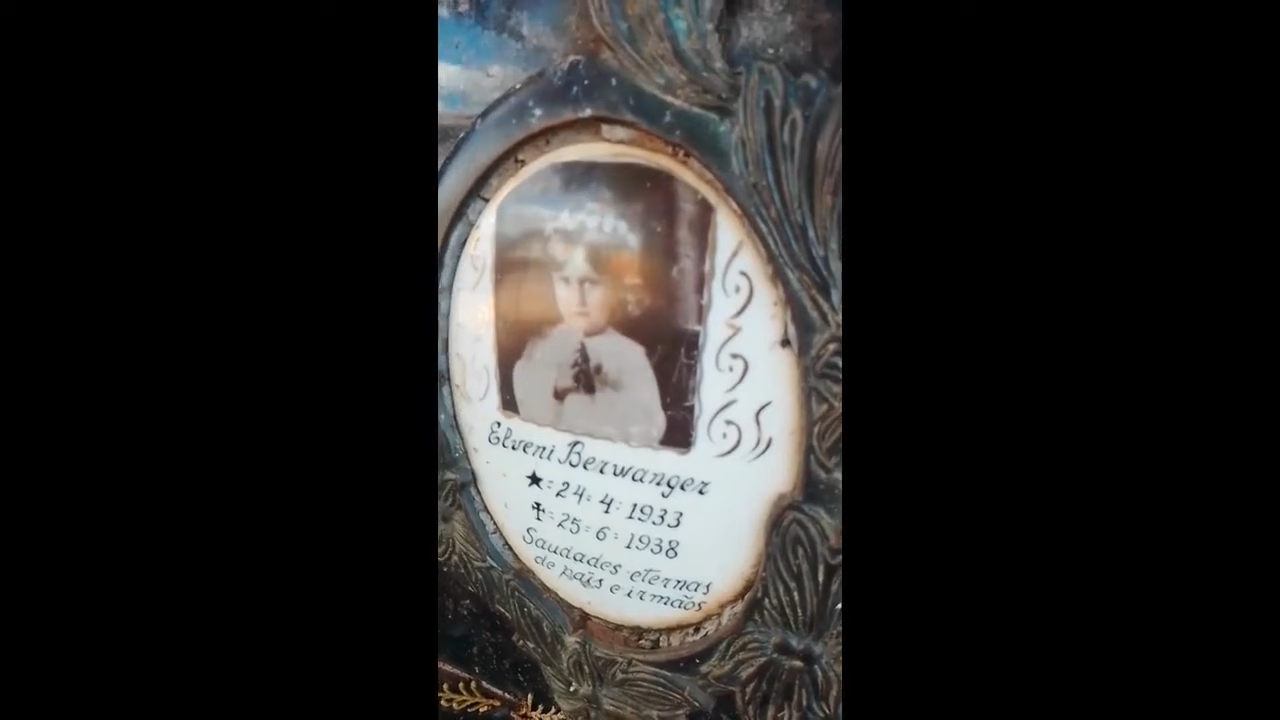 Elveni Berwanger
★= 24= 4= 1933
✝= 25= 6= 1938
Saudades eternas
de pais e irmãos